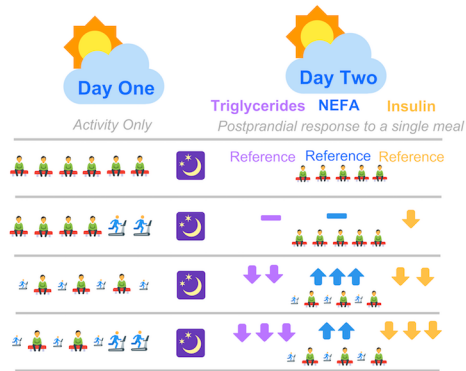 Day One
Day Two
Triglycerides NEFA Insulin
Activity Only
Postprandial response to a single meal
Reference Reference Reference